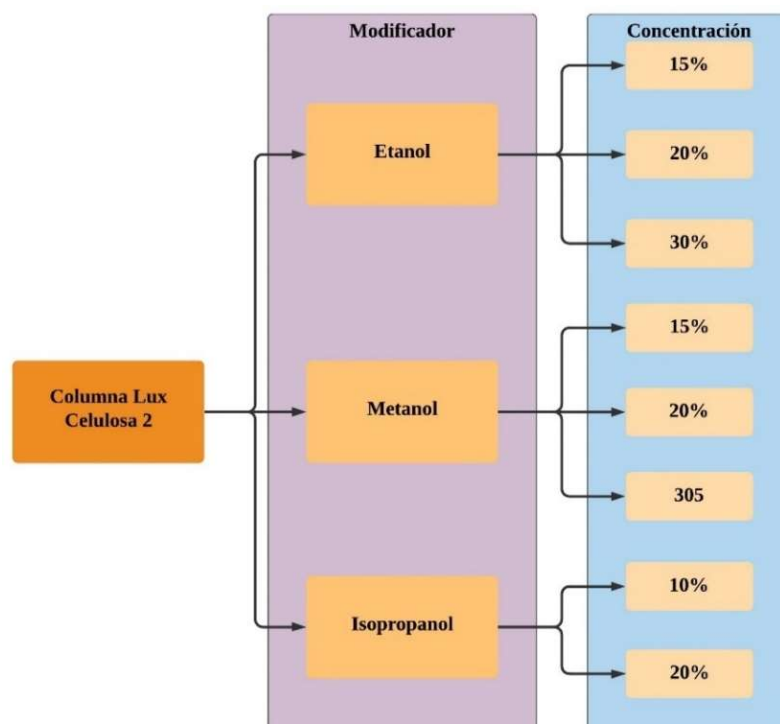 Modificador
Concentración
15%
Etanol
20%
30%
15%
Columna Lux
Celulosa 2
Metanol
20%
305
10%
Isopropanol
20%